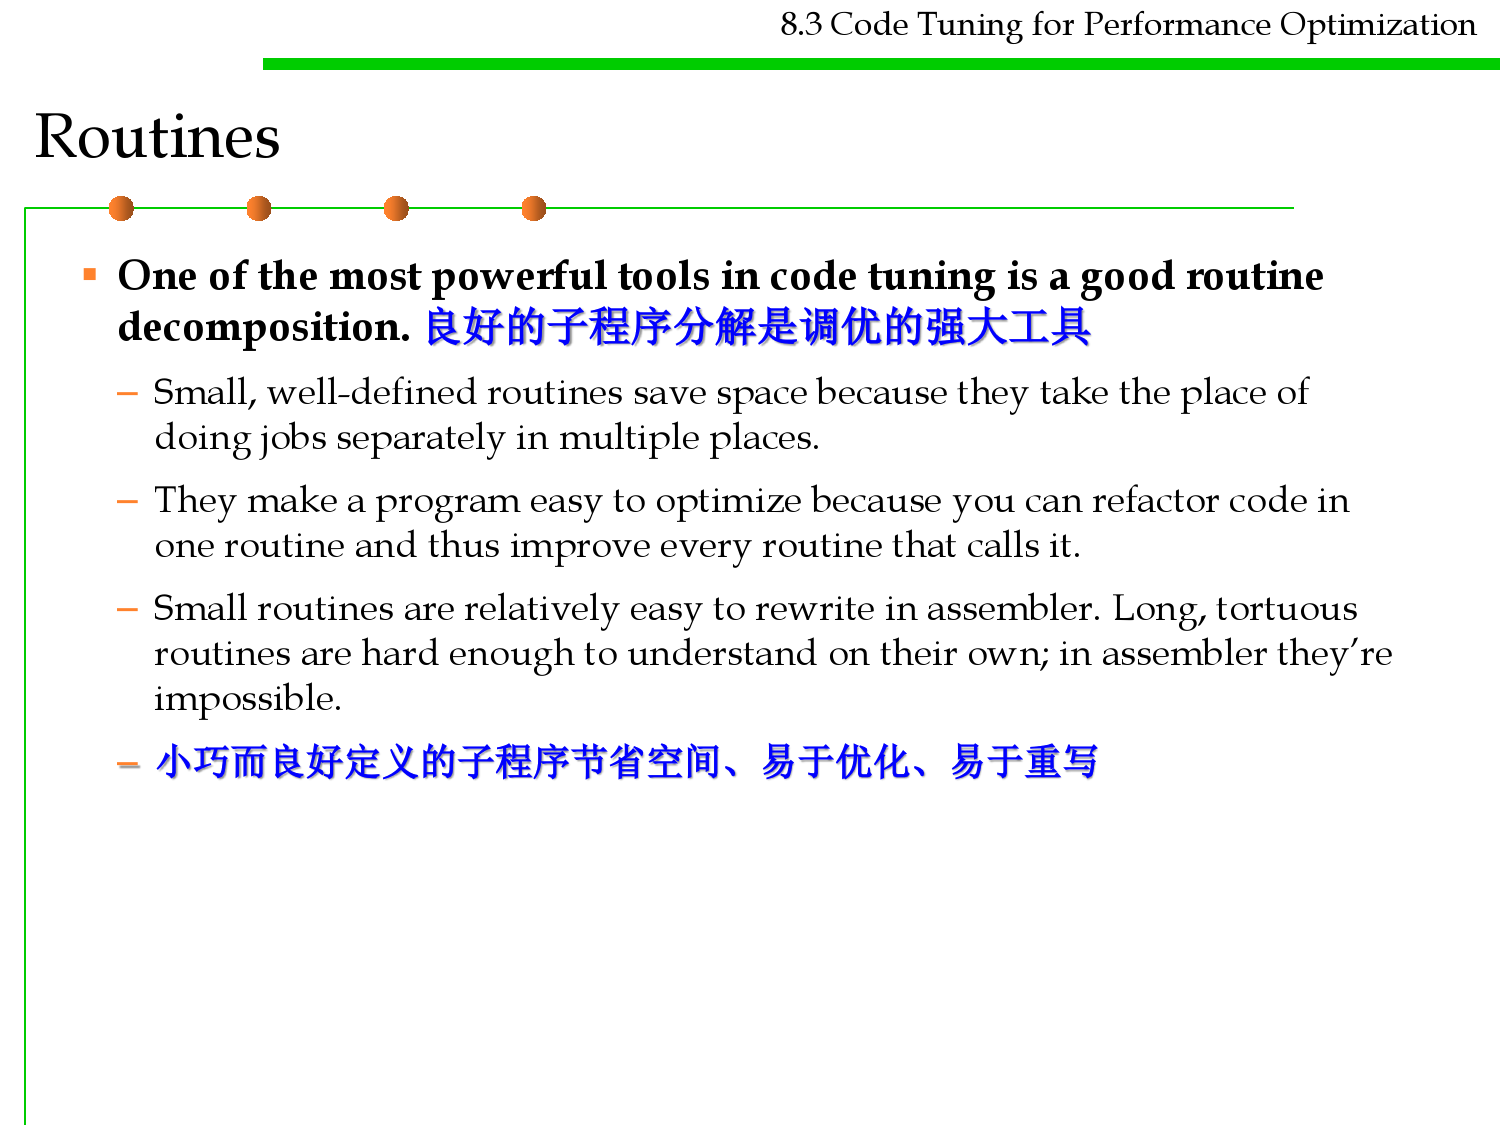 8.3 Code Tuning for Performance Optimization
Routines
▪ One of the most powerful tools in code tuning is a good routine
decomposition. 良好的子程序分解是调优的强大工具
– Small, well-defined routines save space because they take the place of
doing jobs separately in multiple places.
– They make a program easy to optimize because you can refactor code in
one routine and thus improve every routine that calls it.
– Small routines are relatively easy to rewrite in assembler. Long, tortuous
routines are hard enough to understand on their own; in assembler they’re
impossible.
– 小巧而良好定义的子程序节省空间、易于优化、易于重写